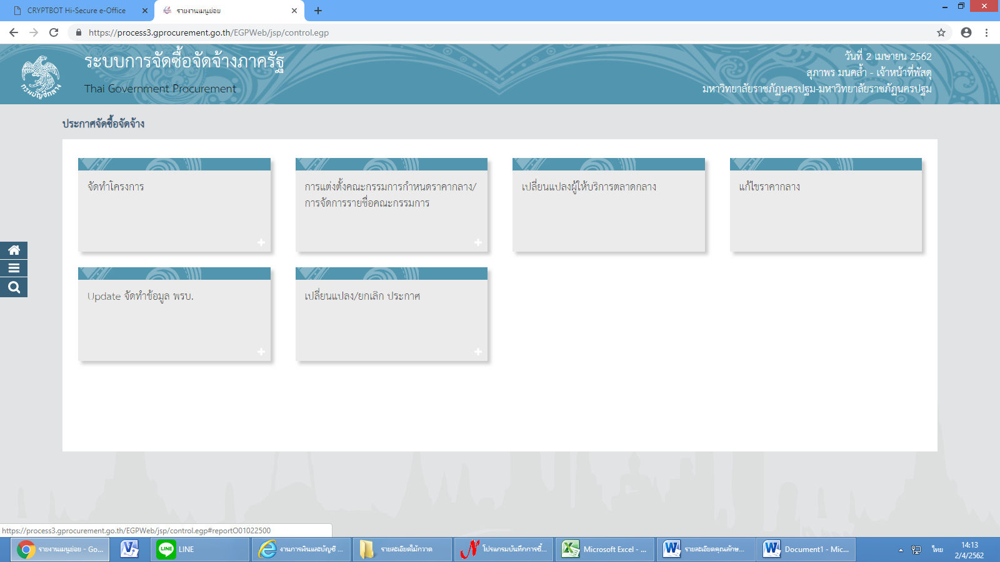 CRYPTBOT Hi-Secure e-Office
รายงานเมนูย่อย
https://process3.gprocurement.go.th/EGPWeb/jsp/control.egp
กรมบัญชีกลาง
ระบบการจัดซื้อจัดจ้างภาครัฐ
Thai Government Procurement
วันที่ 2 เมษายน 2562
สุภาพร มนคล้ำ - เจ้าหน้าที่พัสดุ
มหาวิทยาลัยราชภัฏนครปฐม-มหาวิทยาลัยราชภัฏนครปฐม
ประกาศจัดซื้อจัดจ้าง
จัดทำโครงการ
การแต่งตั้งคณะกรรมการกำหนดราคากลาง/
การจัดการรายชื่อคณะกรรมการ
เปลี่ยนแปลงผู้ให้บริการตลาดกลาง
แก้ไขราคากลาง
Update จัดทำข้อมูล พรบ.
เปลี่ยนแปลง/ยกเลิก ประกาศ
https://process3.gprocurement.go.th/EGPWeb/jsp/control.egp#reportO01022500
รายงานเมนูย่อย - Go...
LINE
LINE
งานการเงินและบัญชี ...
รายละเอียดไม้กวาด
โปรแกรมบันทึกการซื้...
Microsoft Excel - ...
รายละเอียดคุณลักษ...
Document1 - Mic...
ไทย
14:13
2/4/2562